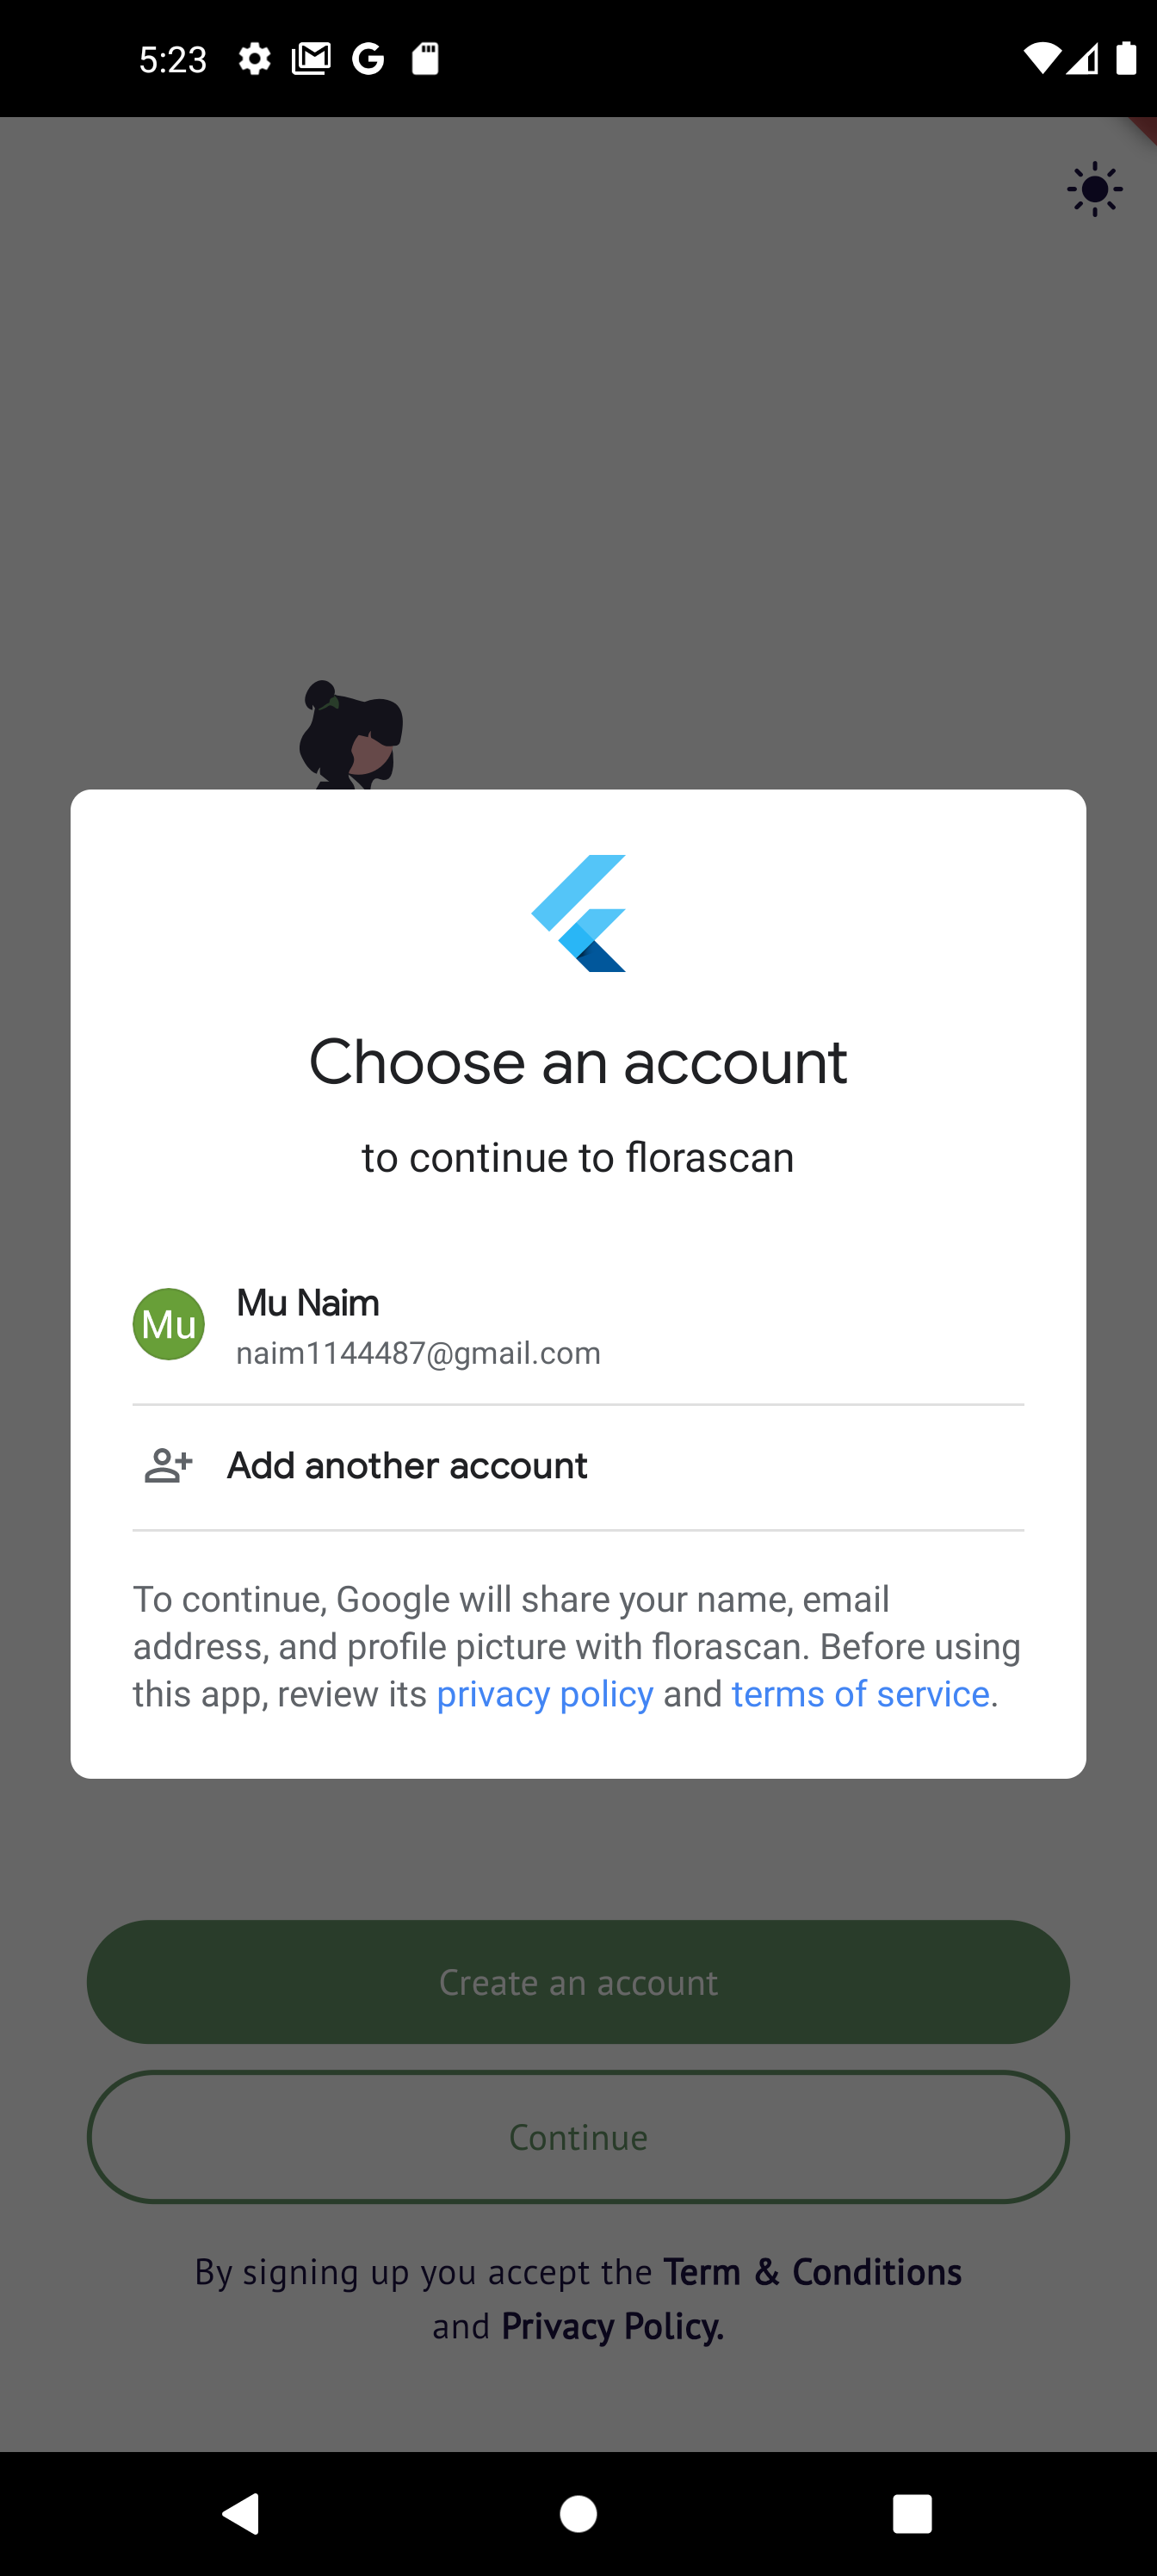 5:23
Choose an account
to continue to florascan
Mu
Mu Naim
naim1144487@gmail.com
Add another account
To continue, Google will share your name, email
address, and profile picture with florascan. Before using
this app, review its privacy policy and terms of service.
Create an account
Continue
By signing up you accept the Term & Conditions
and Privacy Policy.